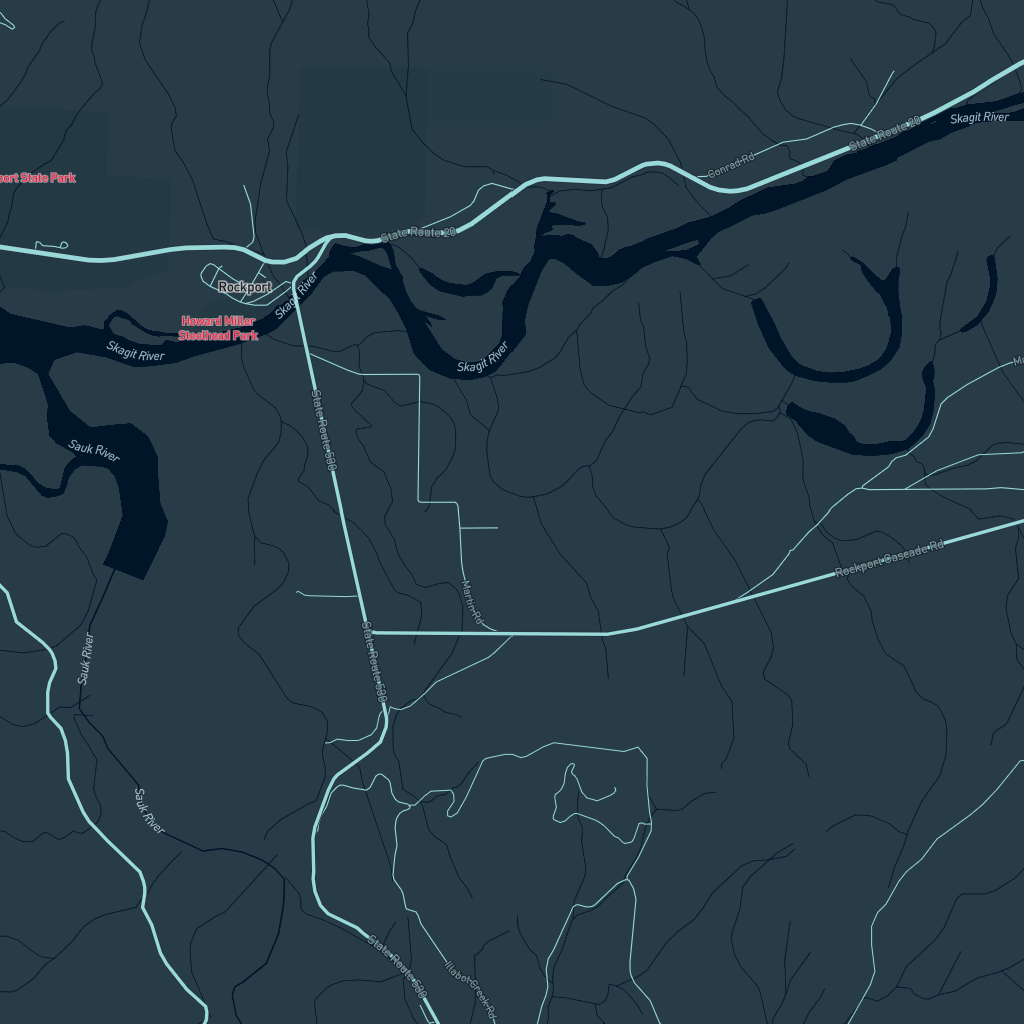 Skagit River
State Route 20
Conrad Rd
port State Park
State Route 20
Rockport
Skagit River
Howard Miller
Steelhead Park
Skagit River
Skagit River
State Route 530
Sauk River
Rockport Cascade Rd
Martin Rd
Sauk River
State Route 530
Sauk River
State Route 530
Illabot Creek Rd